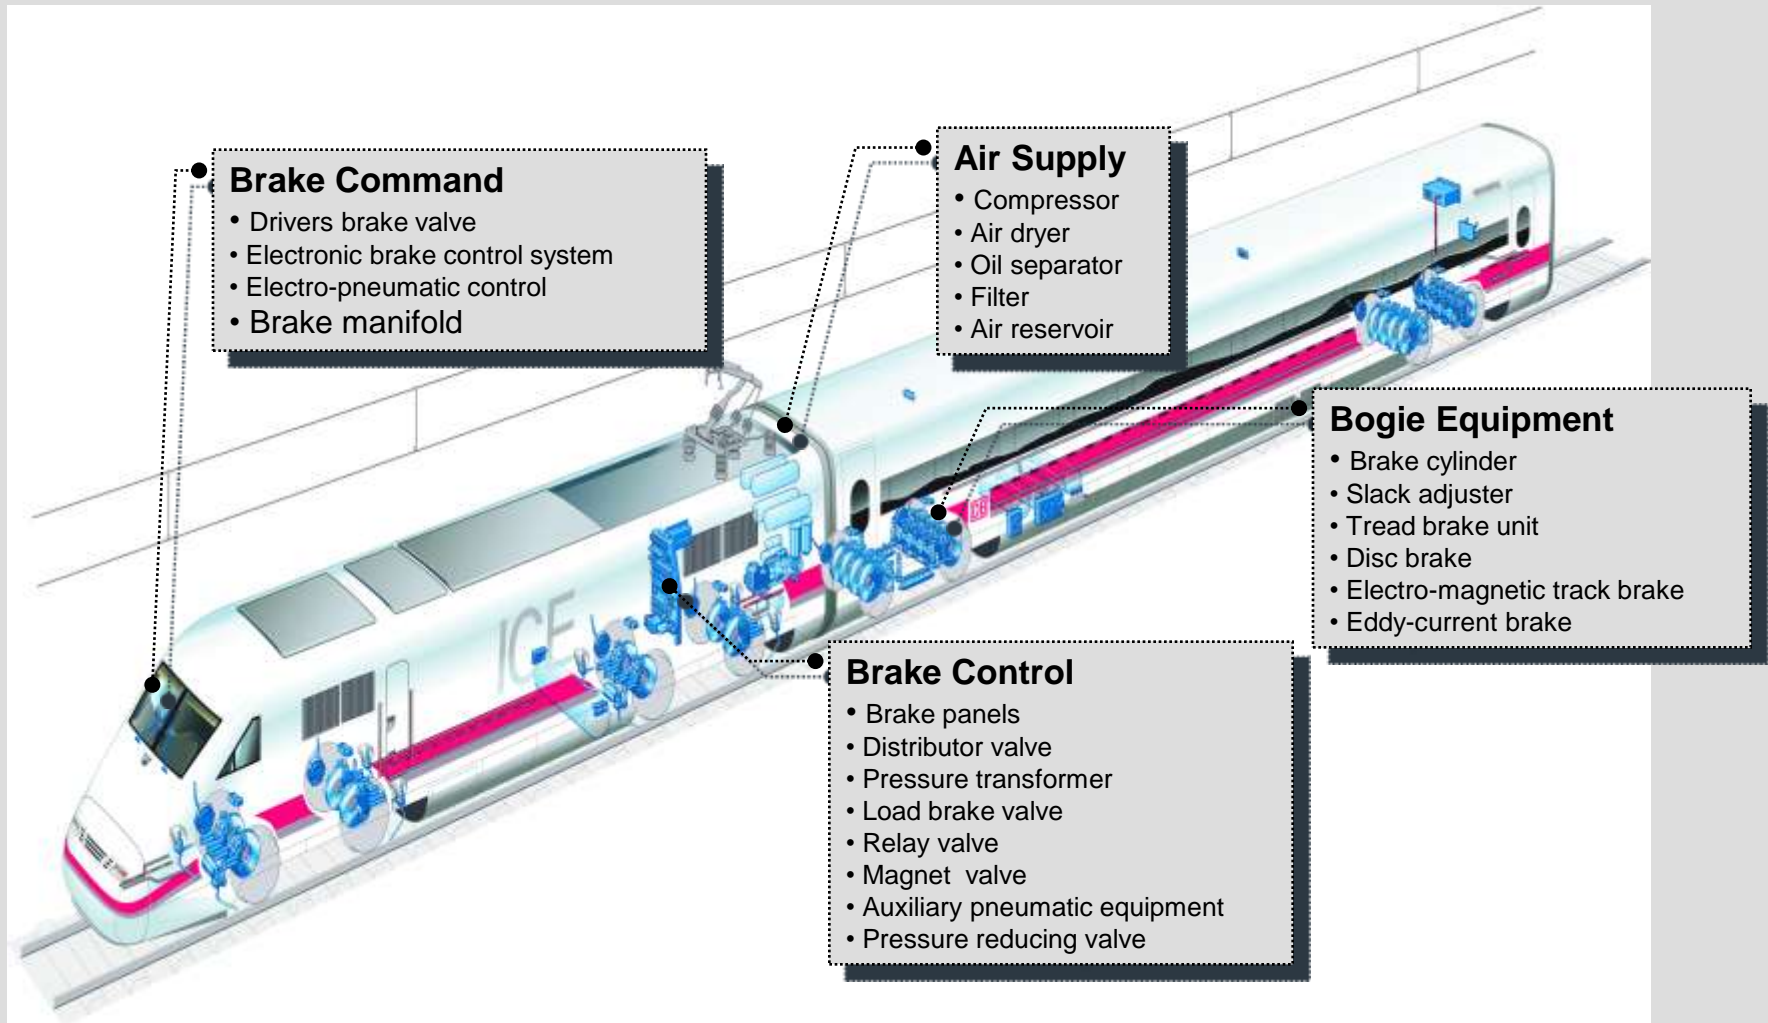 Brake Command
• Drivers brake valve
• Electronic brake control system
• Electro-pneumatic control
• Brake manifold
Air Supply
• Compressor
• Air dryer
• Oil separator
• Filter
• Air reservoir
Bogie Equipment
• Brake cylinder
• Slack adjuster
• Tread brake unit
• Disc brake
• Electro-magnetic track brake
• Eddy-current brake
Brake Control
• Brake panels
• Distributor valve
• Pressure transformer
• Load brake valve
• Relay valve
• Magnet  valve
• Auxiliary pneumatic equipment
• Pressure reducing valve
ICE
DB